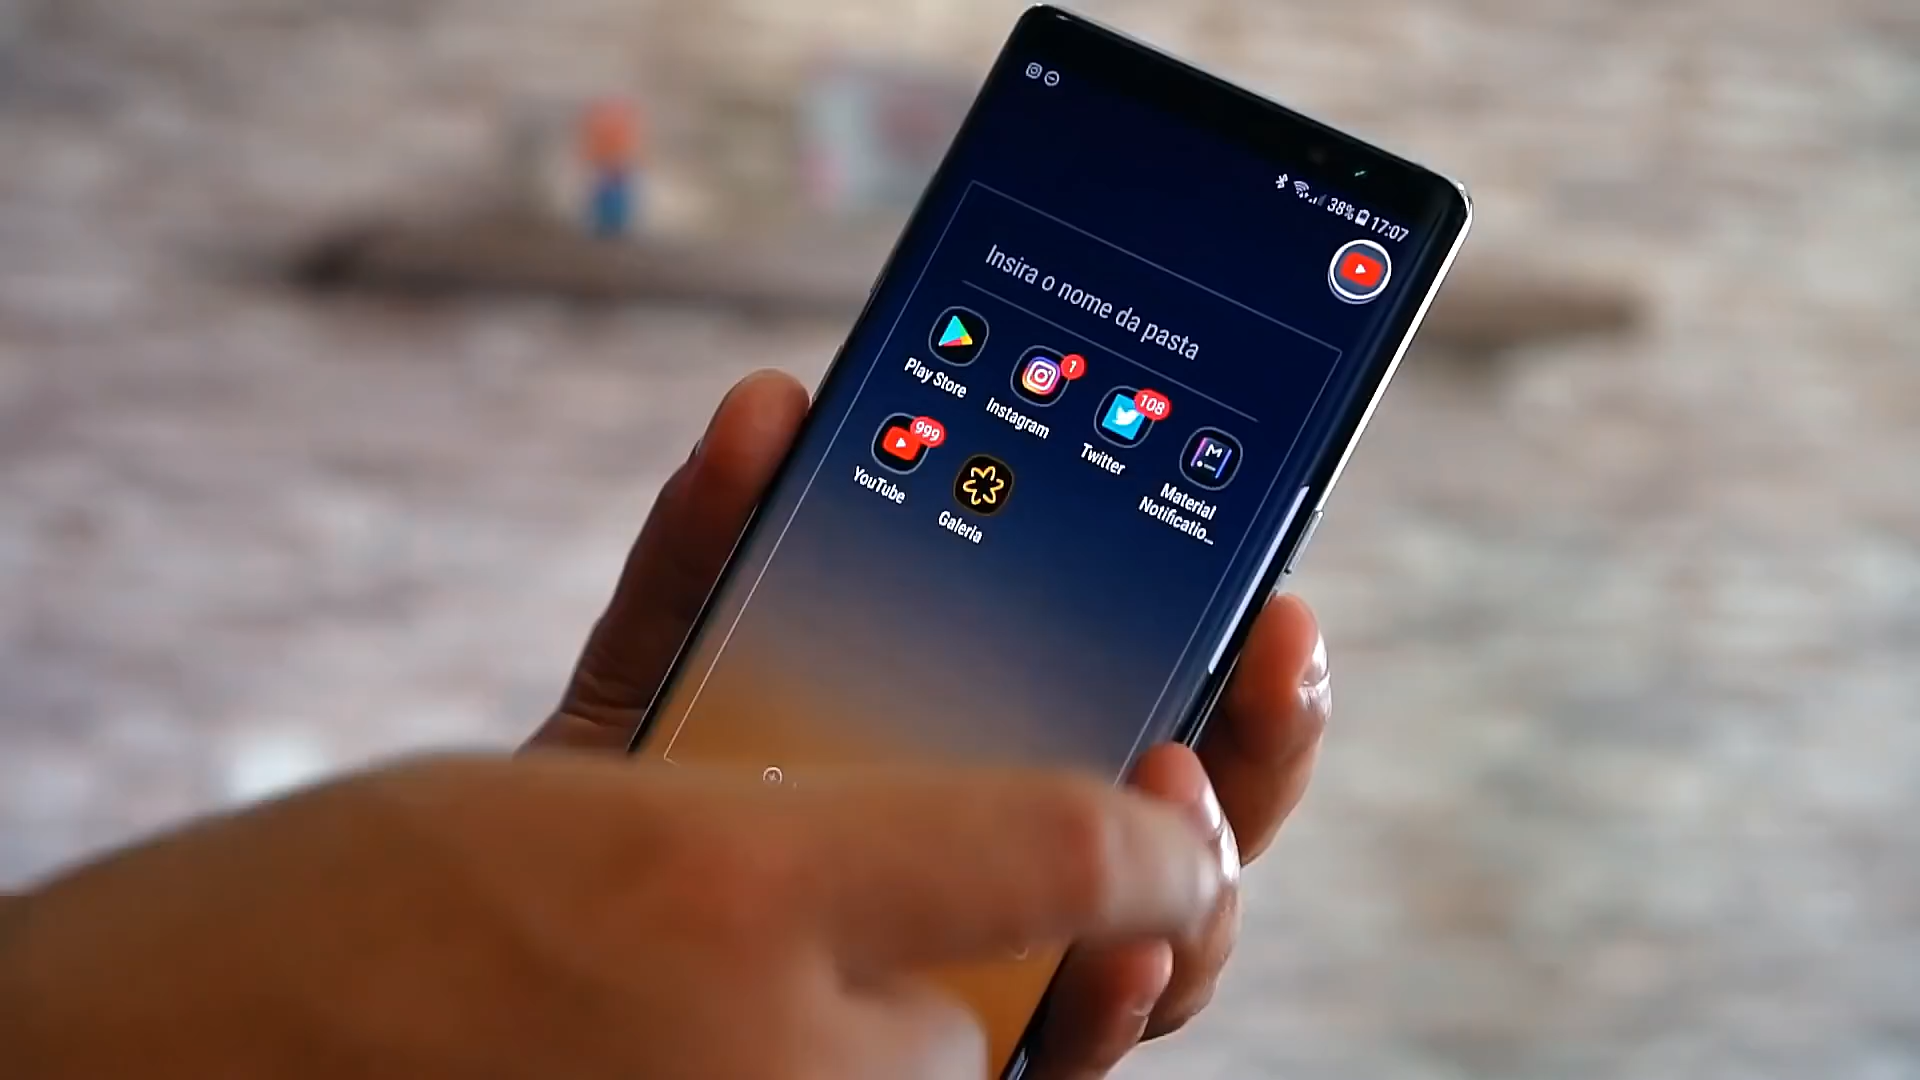 38% 17:07
Insira o nome da pasta
Play Store
1
Instagram
108
Twitter
M
Material
Notificatio...
999
YouTube
Galeria